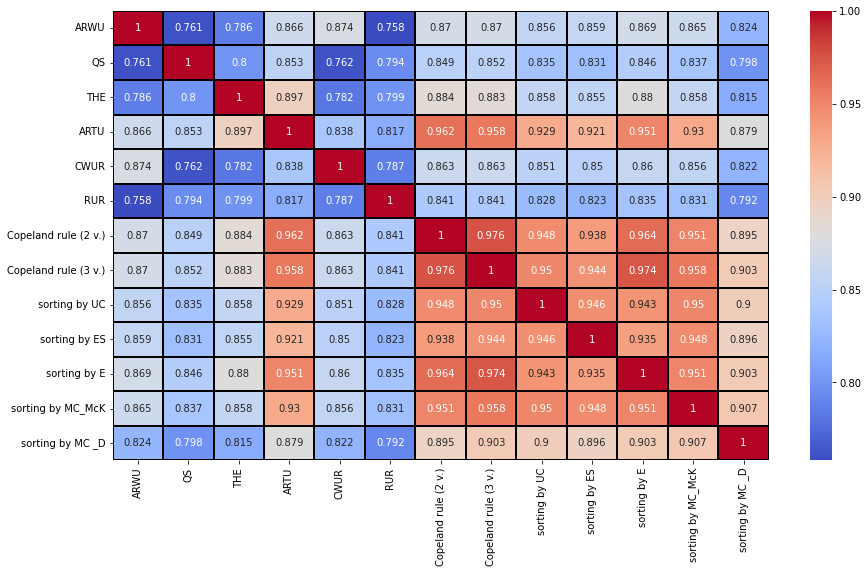 ARWU 1 0.761 0.786 0.866 0.874 0.758 0.87 0.87 0.856 0.859 0.869 0.865 0.824
QS 0.761 1 0.8 0.853 0.762 0.794 0.849 0.852 0.835 0.831 0.846 0.837 0.798
THE 0.786 0.8 1 0.897 0.782 0.799 0.884 0.883 0.858 0.855 0.88 0.858 0.815
ARTU 0.866 0.853 0.897 1 0.838 0.817 0.962 0.958 0.929 0.921 0.951 0.93 0.879
CWUR 0.874 0.762 0.782 0.838 1 0.787 0.863 0.863 0.851 0.85 0.86 0.856 0.822
RUR 0.758 0.794 0.799 0.817 0.787 1 0.841 0.841 0.828 0.823 0.835 0.831 0.792
Copeland rule (2 v.) 0.87 0.849 0.884 0.962 0.863 0.841 1 0.976 0.948 0.938 0.964 0.951 0.895
Copeland rule (3 v.) 0.87 0.852 0.883 0.958 0.863 0.841 0.976 1 0.95 0.944 0.974 0.958 0.903
sorting by UC 0.856 0.835 0.858 0.929 0.851 0.828 0.948 0.95 1 0.946 0.943 0.95 0.9
sorting by ES 0.859 0.831 0.855 0.921 0.85 0.823 0.938 0.944 0.946 1 0.935 0.948 0.896
sorting by E 0.869 0.846 0.88 0.951 0.86 0.835 0.964 0.974 0.943 0.935 1 0.951 0.903
sorting by MC_McK 0.865 0.837 0.858 0.93 0.856 0.831 0.951 0.958 0.95 0.948 0.951 1 0.907
sorting by MC _D 0.824 0.798 0.815 0.879 0.822 0.792 0.895 0.903 0.9 0.896 0.903 0.907 1
ARWU
QS
THE
ARTU
CWUR
RUR
Copeland rule (2 v.)
Copeland rule (3 v.)
sorting by UC
sorting by ES
sorting by E
sorting by MC_McK
sorting by MC _D
1.00
0.95
0.90
0.85
0.80